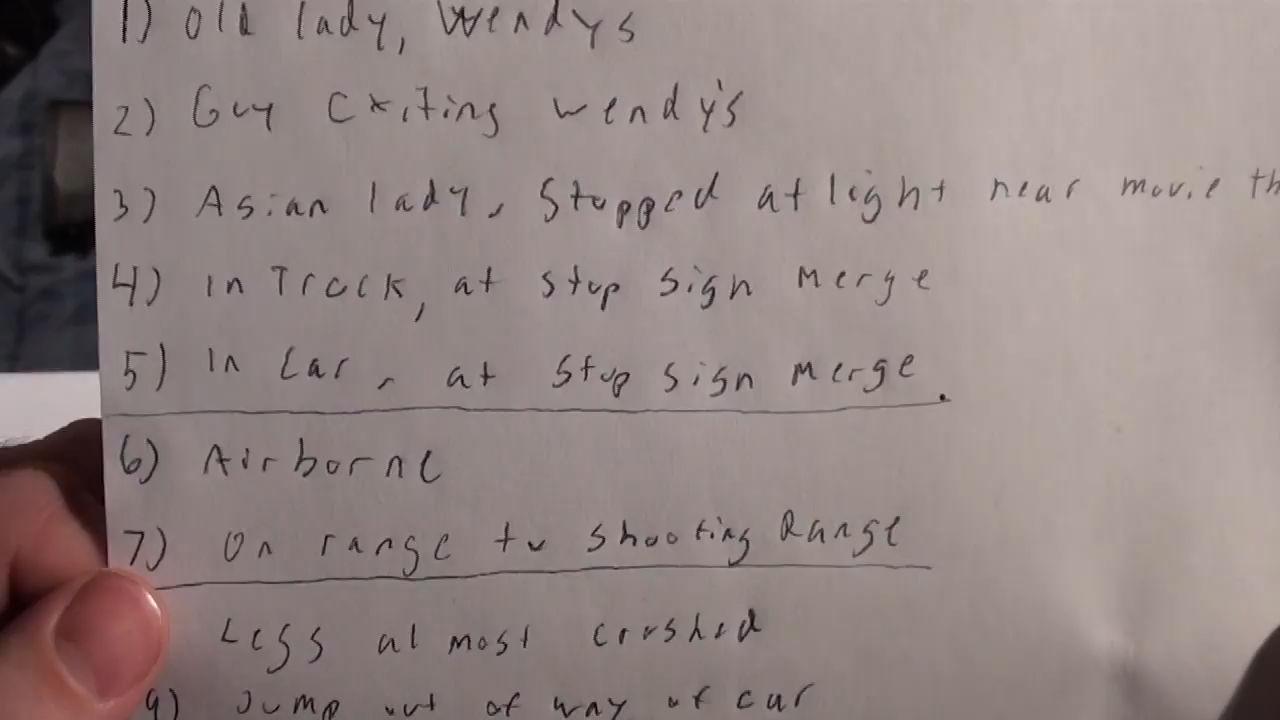 1) Old lady, Wendys
2) Guy Exiting Wendy's
3) Asian lady, Stopped at light near movie th
4) in Truck, at stop sign merge
5) in Car, at stop sign merge.
6) Airborne
7) On range to shooting Range
Legs almost crushed
9) Jump out of way of car